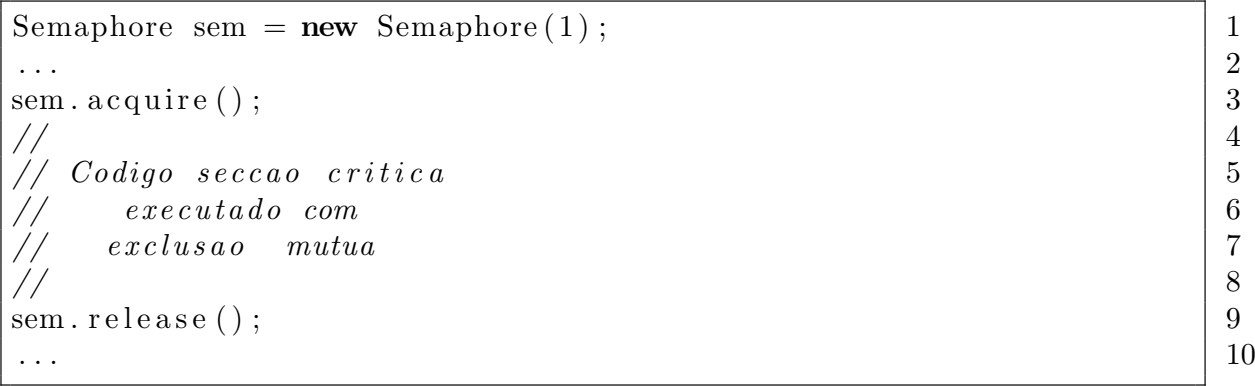 Semaphore sem = new Semaphore(1); 1
... 2
sem.acquire(); 3
// 4
// Codigo seccao critica 5
// executado com 6
// exclusao mutua 7
// 8
sem.release(); 9
... 10